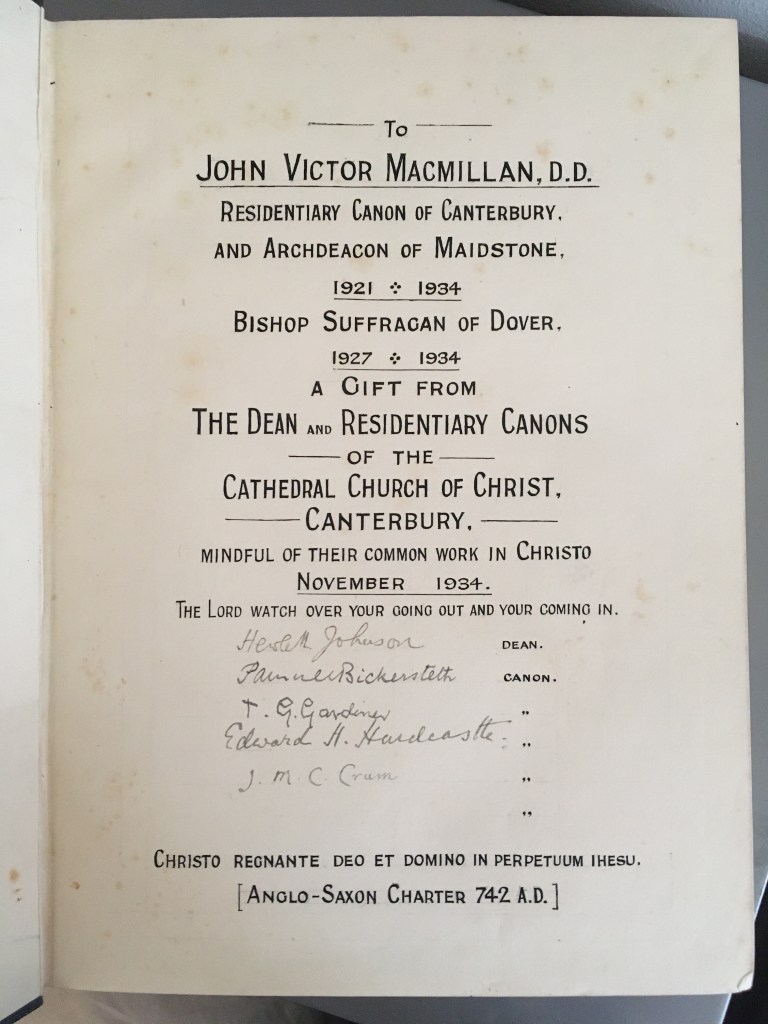 To
JOHN VICTOR MACMILLAN, D.D.
RESIDENTIARY CANON OF CANTERBURY,
AND ARCHDEACON OF MAIDSTONE,
1921 ⁘ 1934
BISHOP SUFFRAGAN OF DOVER,
1927 ⁘ 1934
A GIFT FROM
THE DEAN AND RESIDENTIARY CANONS
OF THE
CATHEDRAL CHURCH OF CHRIST,
CANTERBURY,
MINDFUL OF THEIR COMMON WORK IN CHRISTO
NOVEMBER 1934.
THE LORD WATCH OVER YOUR GOING OUT AND YOUR COMING IN.
Hewlett Johnson DEAN.
Samuel Bickersteth CANON.
T. G. Gardiner "
Edward H. Hardcastle "
J. M. C. Crum "
"
CHRISTO REGNANTE DEO ET DOMINO IN PERPETUUM IHESU.
[ANGLO-SAXON CHARTER 742 A.D.]